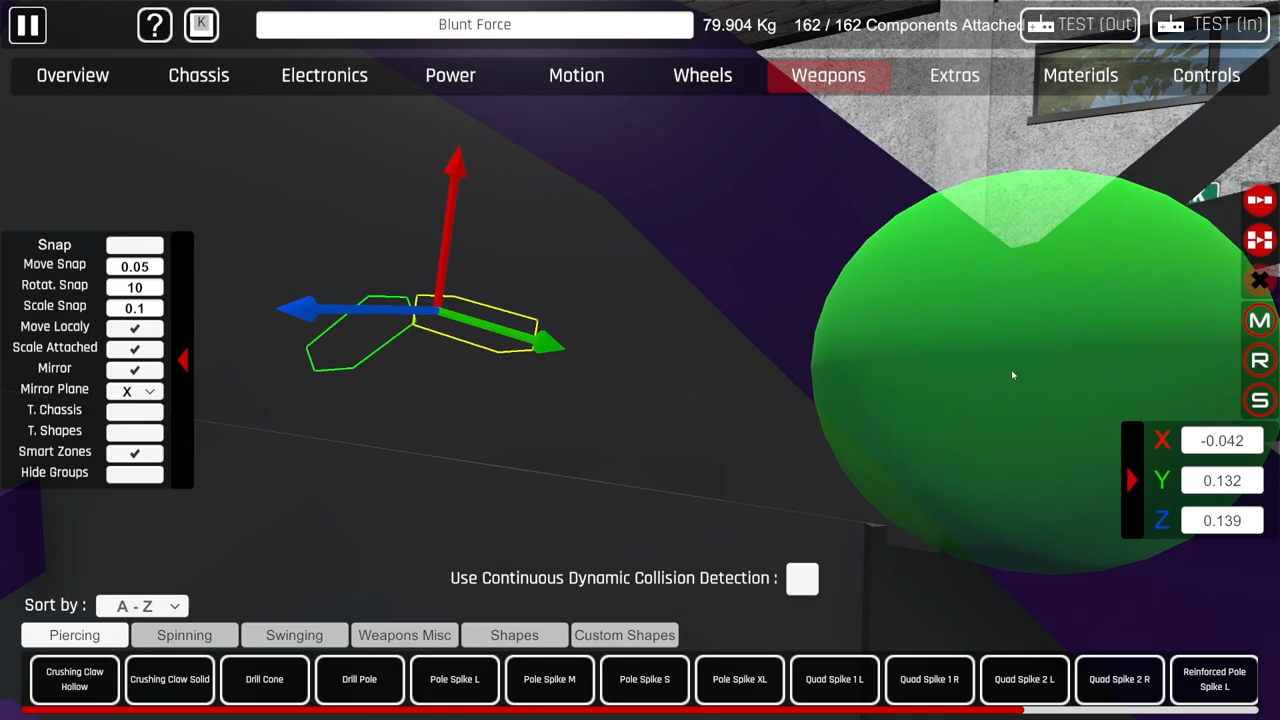 ?
K
Blunt Force
79.904 Kg
162 / 162 Components Attached
TEST (Out)
TEST (In)
Overview
Chassis
Electronics
Power
Motion
Wheels
Weapons
Extras
Materials
Controls
Snap
Move Snap 0.05
Rotat. Snap 10
Scale Snap 0.1
Move Localy
Scale Attached
Mirror
Mirror Plane X
T. Chassis
T. Shapes
Smart Zones
Hide Groups
M
R
S
X -0.042
Y 0.132
Z 0.139
Use Continuous Dynamic Collision Detection :
Sort by : A - Z
Piercing
Spinning
Swinging
Weapons Misc
Shapes
Custom Shapes
Crushing Claw
Hollow
Crushing Claw Solid
Drill Cone
Drill Pole
Pole Spike L
Pole Spike M
Pole Spike S
Pole Spike XL
Quad Spike 1 L
Quad Spike 1 R
Quad Spike 2 L
Quad Spike 2 R
Reinforced Pole
Spike L